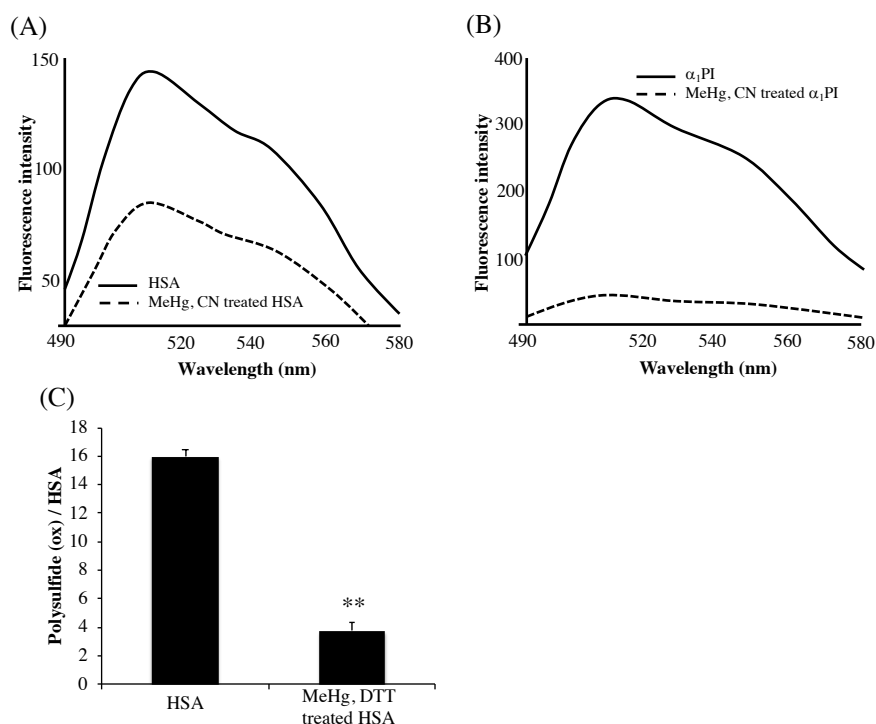 (A)
150
100
50
Fluorescence intensity
HSA
MeHg, CN treated HSA
490
520
540
560
580
Wavelength (nm)
(B)
400
300
200
100
Fluorescence intensity
α₁PI
MeHg, CN treated α₁PI
490
520
540
560
580
Wavelength (nm)
(C)
18
16
14
12
10
8
6
4
2
0
Polysulfide (ox) / HSA
**
HSA
MeHg, DTT
treated HSA